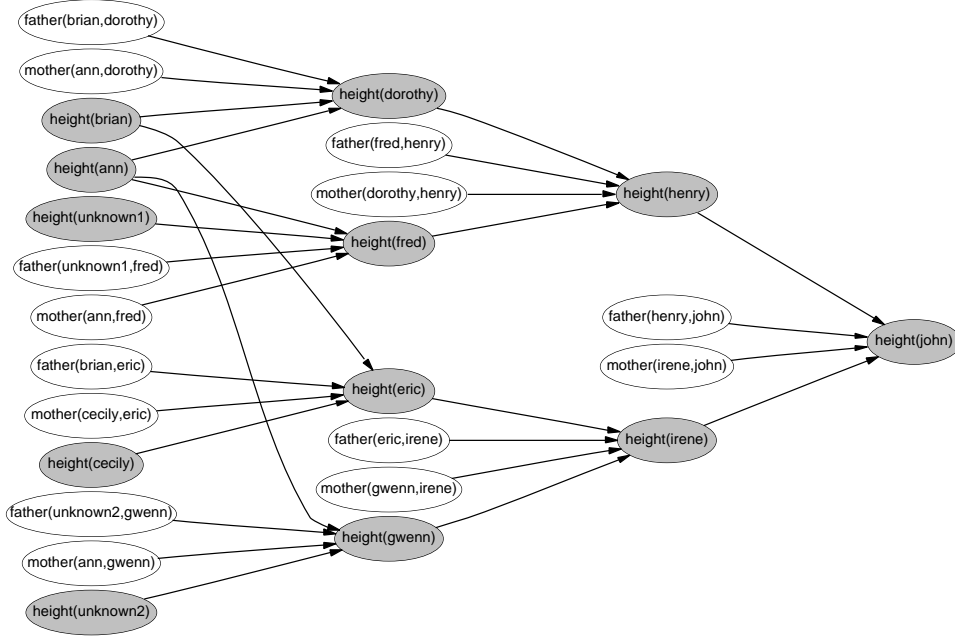 father(brian,dorothy)
mother(ann,dorothy)
height(brian)
height(ann)
height(unknown1)
father(unknown1,fred)
mother(ann,fred)
father(brian,eric)
mother(cecily,eric)
height(cecily)
father(unknown2,gwenn)
mother(ann,gwenn)
height(unknown2)
height(dorothy)
father(fred,henry)
mother(dorothy,henry)
height(fred)
height(eric)
father(eric,irene)
mother(gwenn,irene)
height(gwenn)
height(henry)
father(henry,john)
mother(irene,john)
height(irene)
height(john)